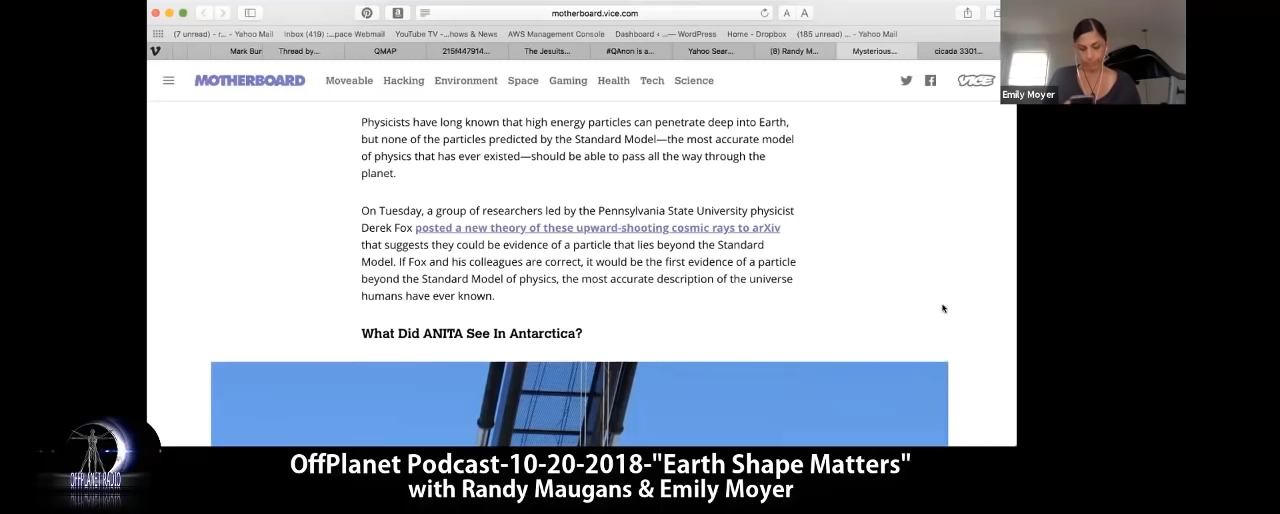 motherboard.vice.com
A A
(7 unread) - r... - Yahoo Mail Inbox (419) :...pace Webmail YouTube TV -...hows & News AWS Management Console Dashboard ‹ ...— WordPress Home - Dropbox (185 unread) ... - Yahoo Mail
Mark Bur Thread by... QMAP 215f447914... The Jesuits... #QAnon is a... Yahoo Sear... (8) Randy M... Mysterious... cicada 3301...
MOTHERBOARD Moveable Hacking Environment Space Gaming Health Tech Science VICE
Emily Moyer
Physicists have long known that high energy particles can penetrate deep into Earth,
but none of the particles predicted by the Standard Model—the most accurate model
of physics that has ever existed—should be able to pass all the way through the
planet.
On Tuesday, a group of researchers led by the Pennsylvania State University physicist
Derek Fox posted a new theory of these upward-shooting cosmic rays to arXiv
that suggests they could be evidence of a particle that lies beyond the Standard
Model. If Fox and his colleagues are correct, it would be the first evidence of a particle
beyond the Standard Model of physics, the most accurate description of the universe
humans have ever known.
What Did ANITA See In Antarctica?
OFFPLANET RADIO
OffPlanet Podcast-10-20-2018-"Earth Shape Matters"
with Randy Maugans & Emily Moyer